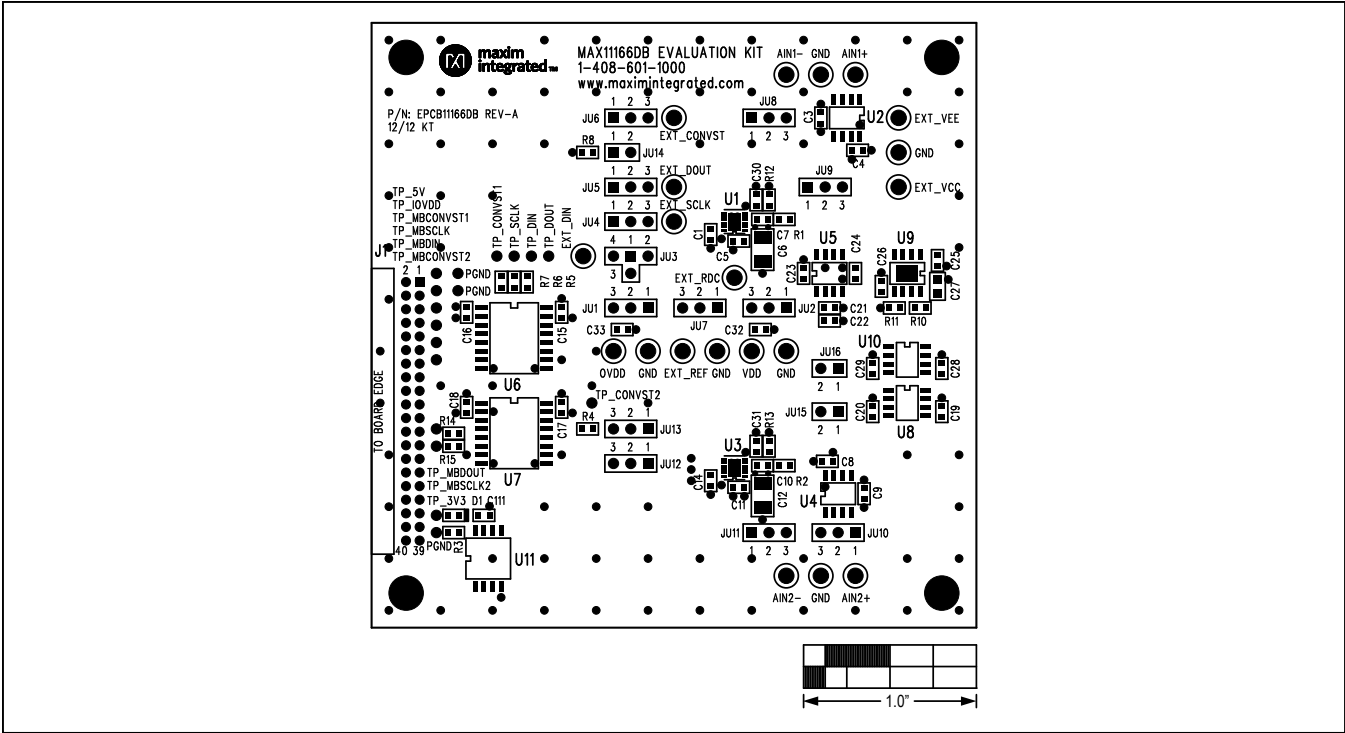 maxim
integrated™
MAX11166DB EVALUATION KIT
1-408-601-1000
www.maximintegrated.com
P/N: EPCB11166DB REV-A
12/12 KT
AIN1- GND AIN1+
JU8
1 2 3
C3
U2
C4
EXT_VEE
GND
EXT_VCC
1 2 3
JU6
EXT_CONVST
R8
1 2
JU14
EXT_DOUT
1 2 3
JU5
EXT_SCLK
1 2 3
JU4
JU9
1 2 3
C30
R12
U1
C1
C5
C7 R1
C6
TP_5V
TP_IOVDD
TP_MBCONVST1
TP_MBSCLK
TP_MBDIN
TP_MBCONVST2
TP_CONVST1
TP_SCLK
TP_DIN
TP_DOUT
EXT_DIN
4 1 2
JU3
3
EXT_RDC
U5
C24
C23
C21
C22
U9
C26
C25
C27
R11 R10
J1
2 1
PGND
PGND
R7
R6
R5
3 2 1
JU1
3 2 1
JU7
3 2 1
JU2
C16
C15
U6
C33
C32
OVDD GND EXT_REF GND VDD GND
U10
C29
C28
JU16
2 1
TO BOARD EDGE
C18
C17
U7
TP_CONVST2
R4
3 2 1
JU13
3 2 1
JU12
JU15
2 1
C20
C19
U8
R14
R15
TP_MBDOUT
TP_MBSCLK2
TP_3V3 D1 C111
PGND
R3
40 39
U11
C31
R13
U3
C14
C11
C10 R2
C12
C8
U4
C9
JU11
1 2 3
JU10
3 2 1
AIN2- GND AIN2+
1.0"